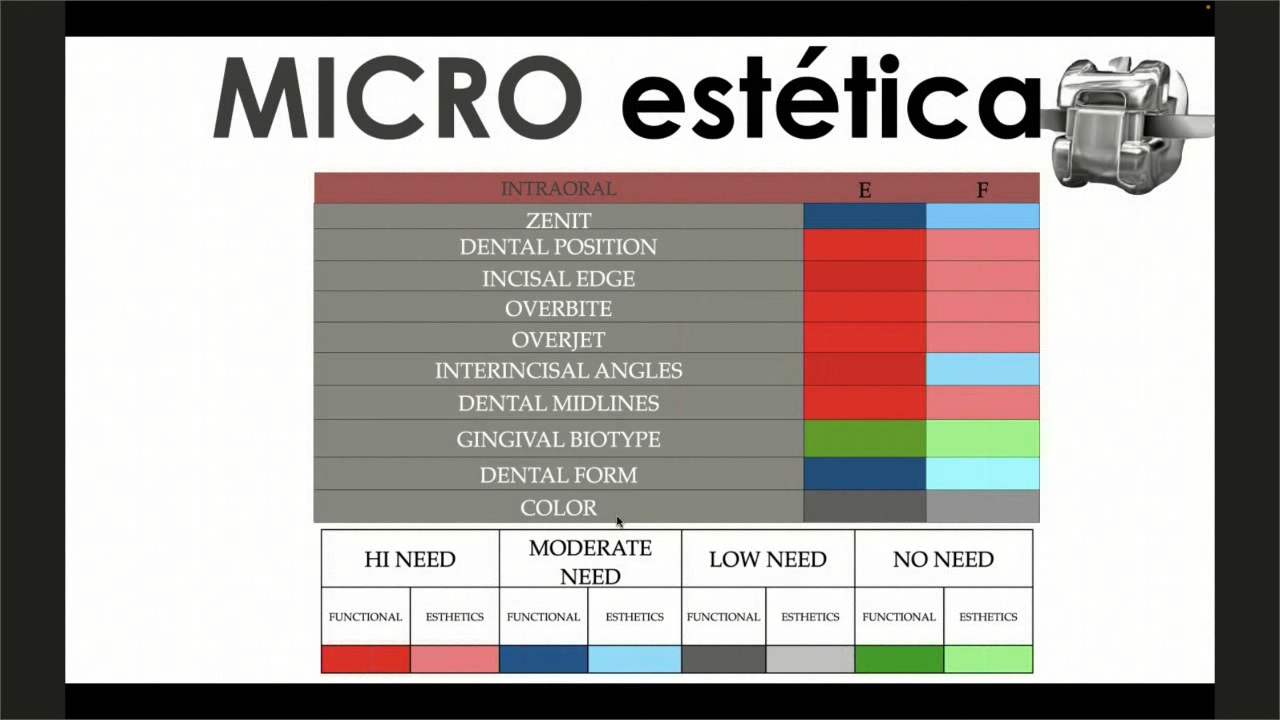 MICRO estética
INTRAORAL E F
ZENIT
DENTAL POSITION
INCISAL EDGE
OVERBITE
OVERJET
INTERINCISAL ANGLES
DENTAL MIDLINES
GINGIVAL BIOTYPE
DENTAL FORM
COLOR
HI NEED MODERATE NEED LOW NEED NO NEED
FUNCTIONAL ESTHETICS FUNCTIONAL ESTHETICS FUNCTIONAL ESTHETICS FUNCTIONAL ESTHETICS